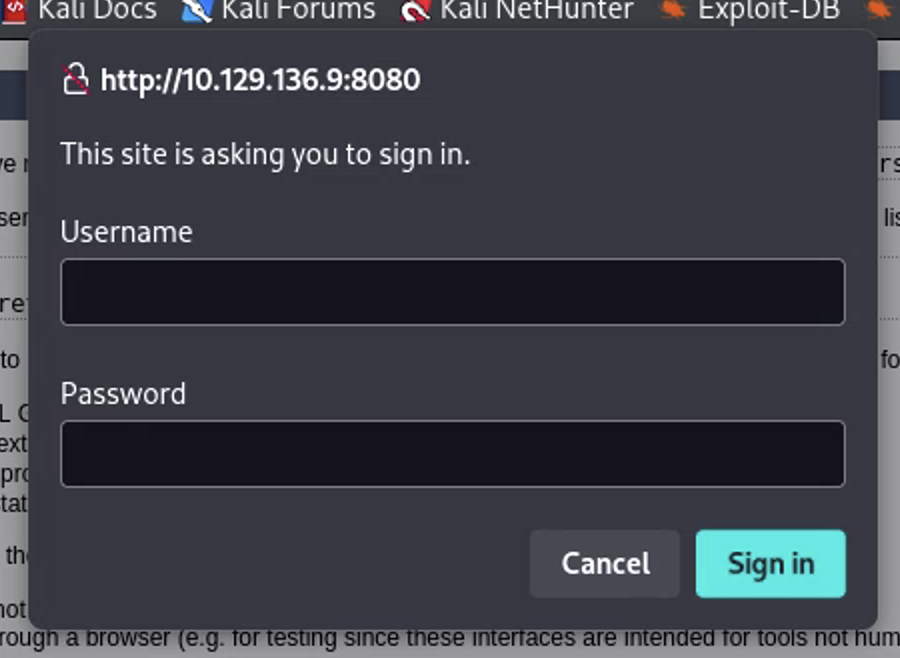 Kali Docs Kali Forums Kali NetHunter Exploit-DB
http://10.129.136.9:8080
This site is asking you to sign in.
Username
to
Password
the
Cancel Sign in
rough a browser (e.g. for testing since these interfaces are intended for tools not hum